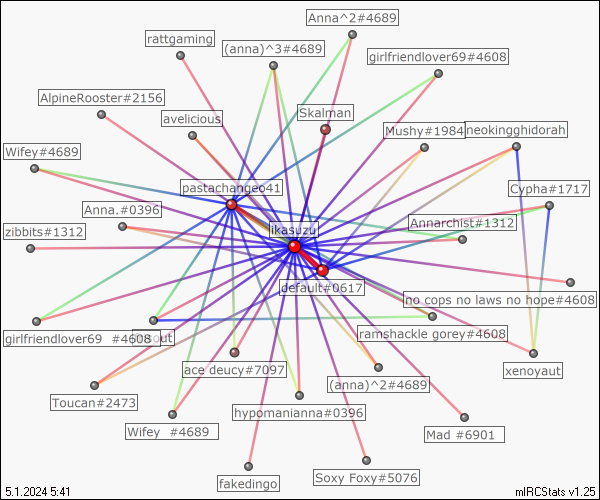 Anna^2#4689
rattgaming
(anna)^3#4689
girlfriendlover69#4608
AlpineRooster#2156
avelicious
Skalman
Mushy#1984
neokingghidorah
Wifey#4689
pastachangeo41
Cypha#1717
Anna.#0396
likasuzu
Annarchist#1312
zibbits#1312
default#0617
no cops no laws no hope#4608
girlfriendlover69 #4608
ramshackle gorey#4608
ace deucy#7097
xenoyaut
(anna)^2#4689
Toucan#2473
hypomanianna#0396
Wifey #4689
Mad #6901
fakedingo
Soxy Foxy#5076
5.1.2024 5:41
mIRCStats v1.25